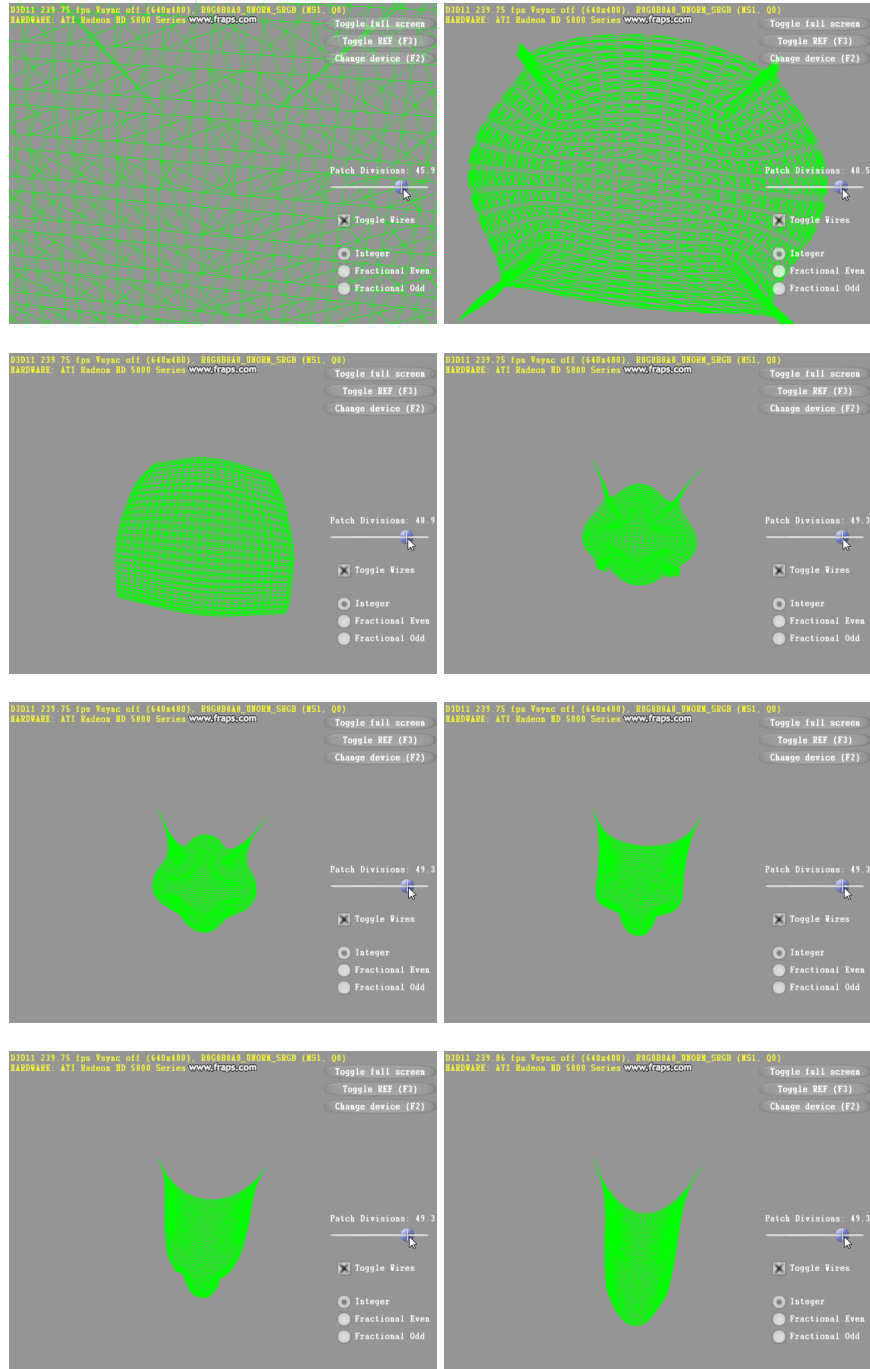 D3D11 239.75 fps Vsync off (640x480), R8G8B8A8_UNORM_SRGB (MS1, Q0)
HARDWARE: ATI Radeon HD 5800 Series www.fraps.com
Toggle full screen
Toggle REF (F3)
Change device (F2)
Patch Divisions: 45.9
Toggle Wires
Integer
Fractional Even
Fractional Odd
D3D11 239.75 fps Vsync off (640x480), R8G8B8A8_UNORM_SRGB (MS1, Q0)
HARDWARE: ATI Radeon HD 5800 Series www.fraps.com
Toggle full screen
Toggle REF (F3)
Change device (F2)
Patch Divisions: 48.5
Toggle Wires
Integer
Fractional Even
Fractional Odd
D3D11 239.75 fps Vsync off (640x480), R8G8B8A8_UNORM_SRGB (MS1, Q0)
HARDWARE: ATI Radeon HD 5800 Series www.fraps.com
Toggle full screen
Toggle REF (F3)
Change device (F2)
Patch Divisions: 48.9
Toggle Wires
Integer
Fractional Even
Fractional Odd
D3D11 239.75 fps Vsync off (640x480), R8G8B8A8_UNORM_SRGB (MS1, Q0)
HARDWARE: ATI Radeon HD 5800 Series www.fraps.com
Toggle full screen
Toggle REF (F3)
Change device (F2)
Patch Divisions: 49.3
Toggle Wires
Integer
Fractional Even
Fractional Odd
D3D11 239.75 fps Vsync off (640x480), R8G8B8A8_UNORM_SRGB (MS1, Q0)
HARDWARE: ATI Radeon HD 5800 Series www.fraps.com
Toggle full screen
Toggle REF (F3)
Change device (F2)
Patch Divisions: 49.3
Toggle Wires
Integer
Fractional Even
Fractional Odd
D3D11 239.75 fps Vsync off (640x480), R8G8B8A8_UNORM_SRGB (MS1, Q0)
HARDWARE: ATI Radeon HD 5800 Series www.fraps.com
Toggle full screen
Toggle REF (F3)
Change device (F2)
Patch Divisions: 49.3
Toggle Wires
Integer
Fractional Even
Fractional Odd
D3D11 239.75 fps Vsync off (640x480), R8G8B8A8_UNORM_SRGB (MS1, Q0)
HARDWARE: ATI Radeon HD 5800 Series www.fraps.com
Toggle full screen
Toggle REF (F3)
Change device (F2)
Patch Divisions: 49.3
Toggle Wires
Integer
Fractional Even
Fractional Odd
D3D11 239.86 fps Vsync off (640x480), R8G8B8A8_UNORM_SRGB (MS1, Q0)
HARDWARE: ATI Radeon HD 5800 Series www.fraps.com
Toggle full screen
Toggle REF (F3)
Change device (F2)
Patch Divisions: 49.3
Toggle Wires
Integer
Fractional Even
Fractional Odd